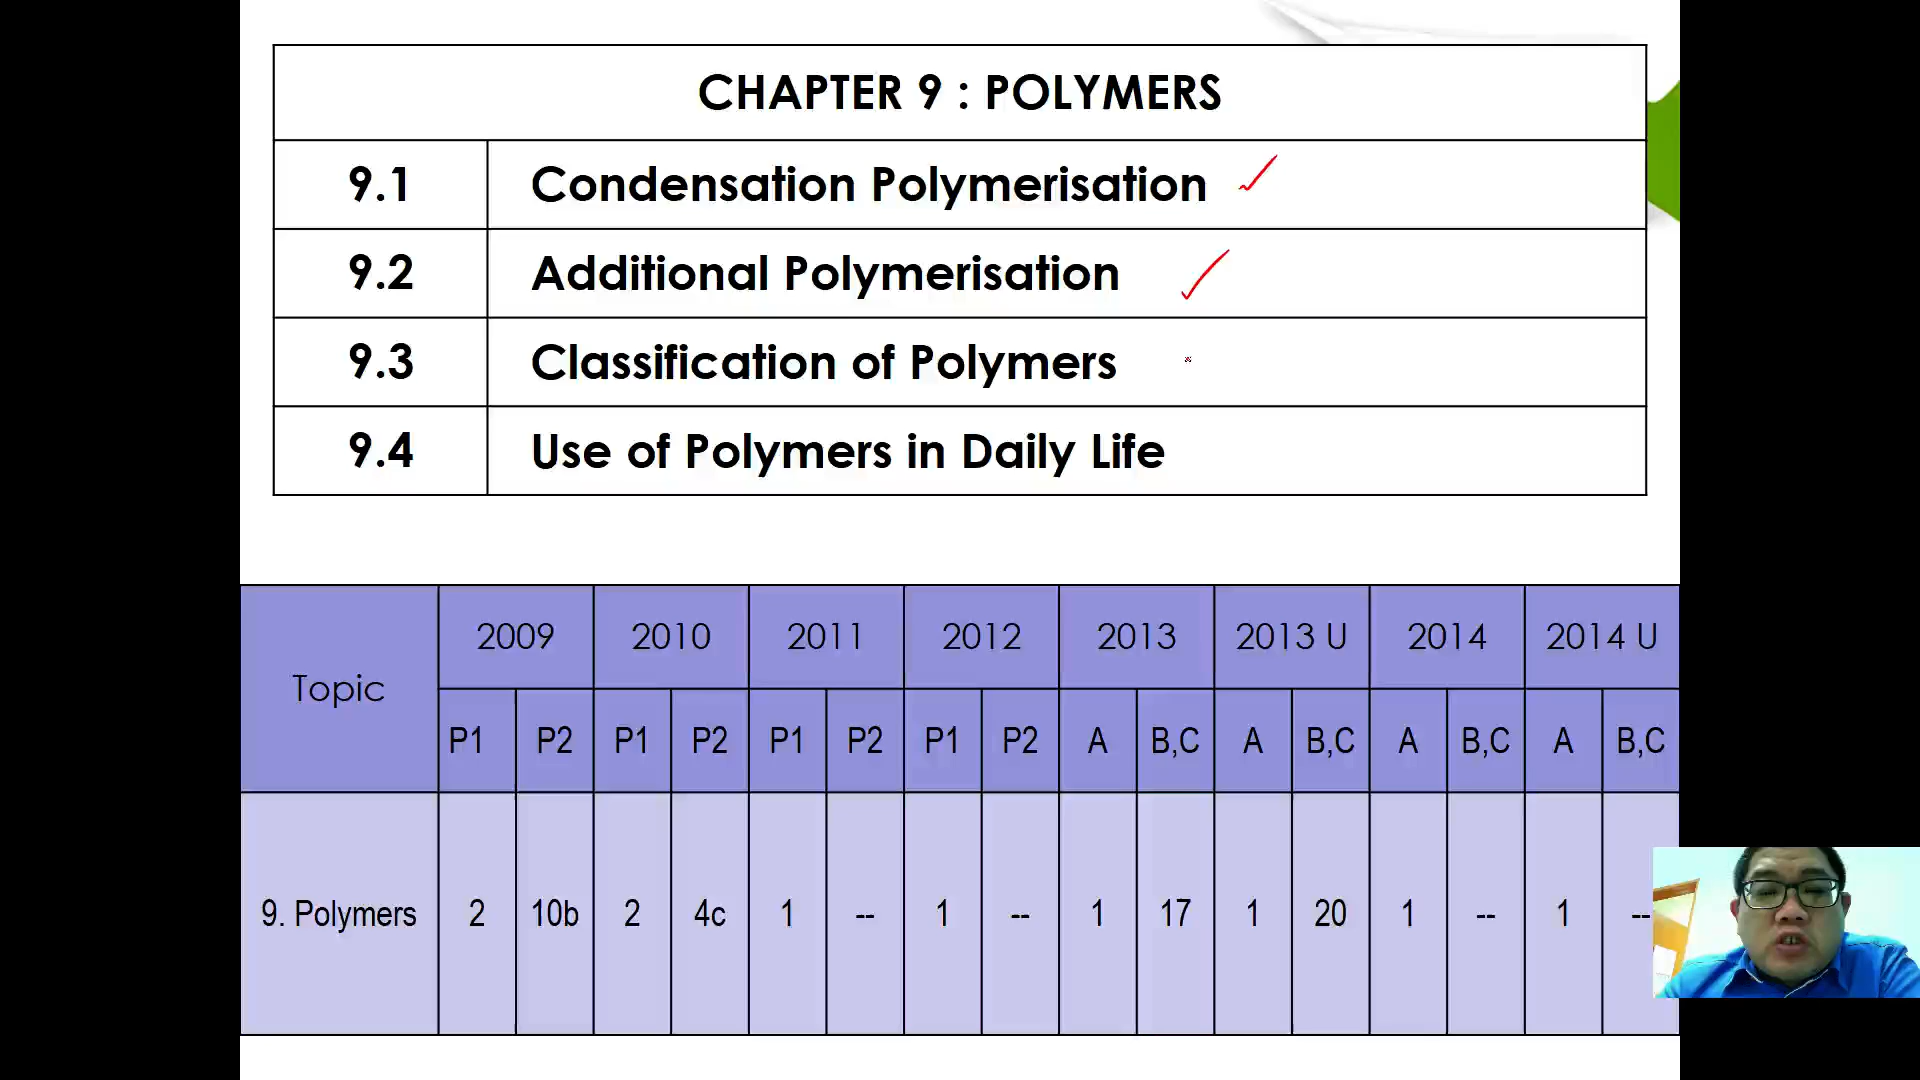 CHAPTER 9 : POLYMERS
9.1 Condensation Polymerisation
9.2 Additional Polymerisation
9.3 Classification of Polymers
9.4 Use of Polymers in Daily Life
Topic 2009 2010 2011 2012 2013 2013 U 2014 2014 U
P1 P2 P1 P2 P1 P2 P1 P2 A B,C A B,C A B,C A B,C
9. Polymers 2 10b 2 4c 1 -- 1 -- 1 17 1 20 1 -- 1 --